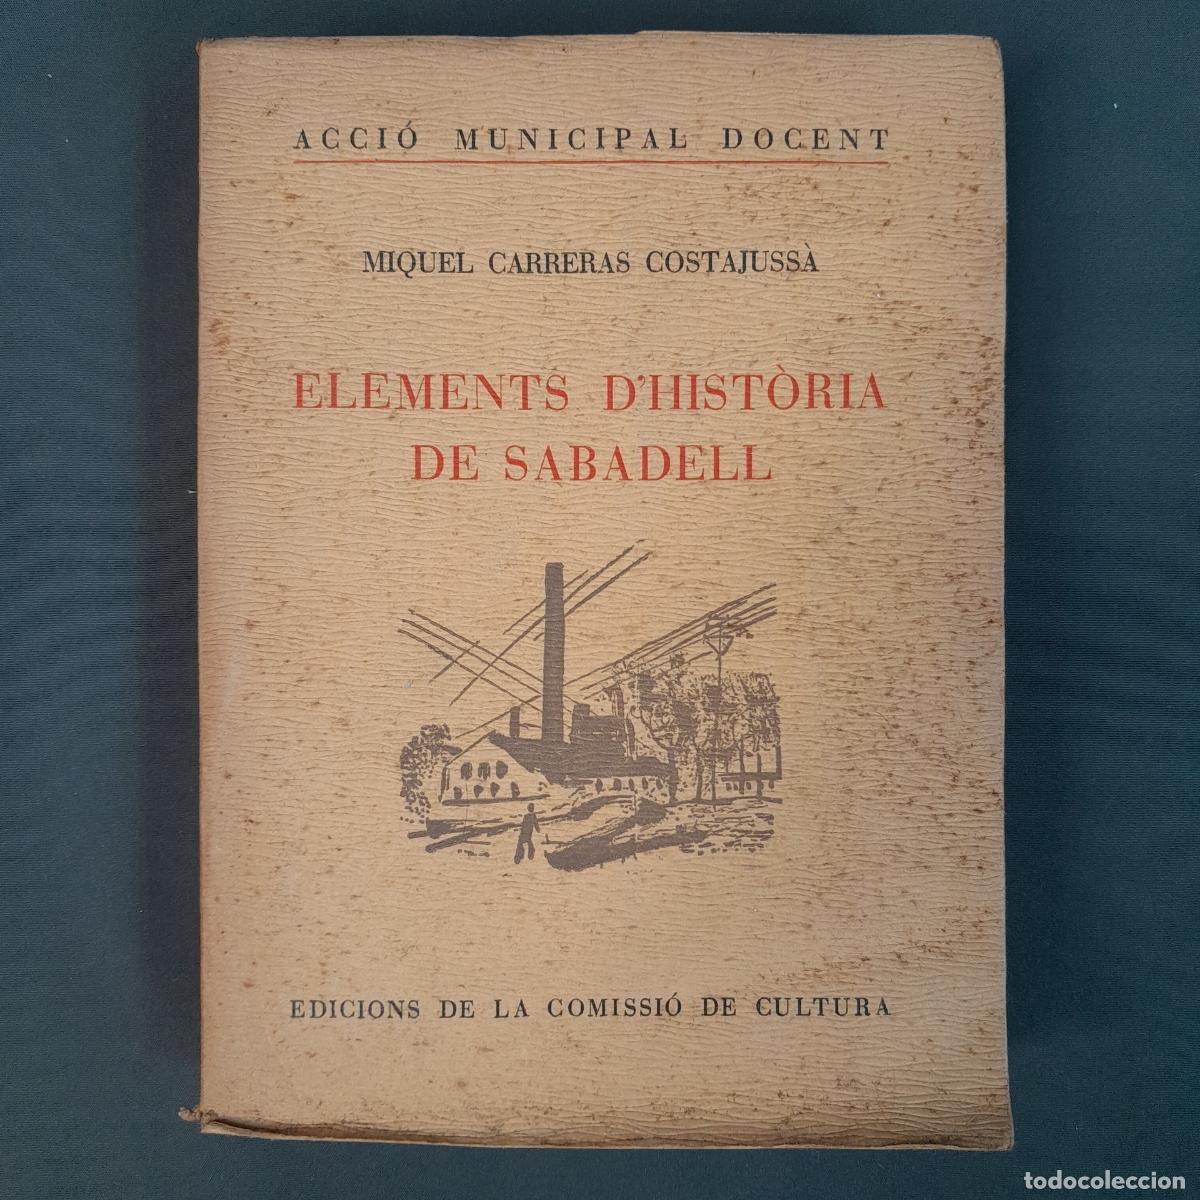 ACCIÓ MUNICIPAL DOCENT
MIQUEL CARRERAS COSTAJUSSÀ
ELEMENTS D'HISTÒRIA
DE SABADELL
EDICIONS DE LA COMISSIÓ DE CULTURA
todocoleccion